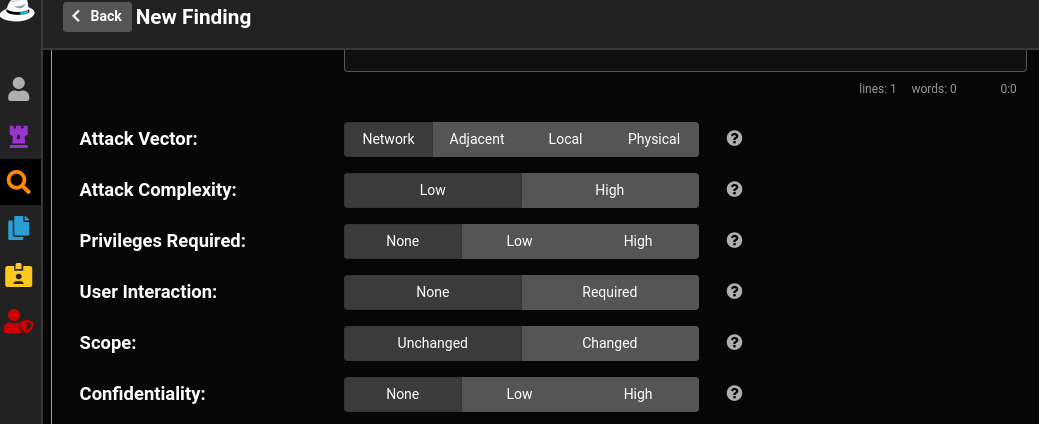 Back New Finding
lines: 1 words: 0 0:0
Attack Vector: Network Adjacent Local Physical
Attack Complexity: Low High
Privileges Required: None Low High
User Interaction: None Required
Scope: Unchanged Changed
Confidentiality: None Low High